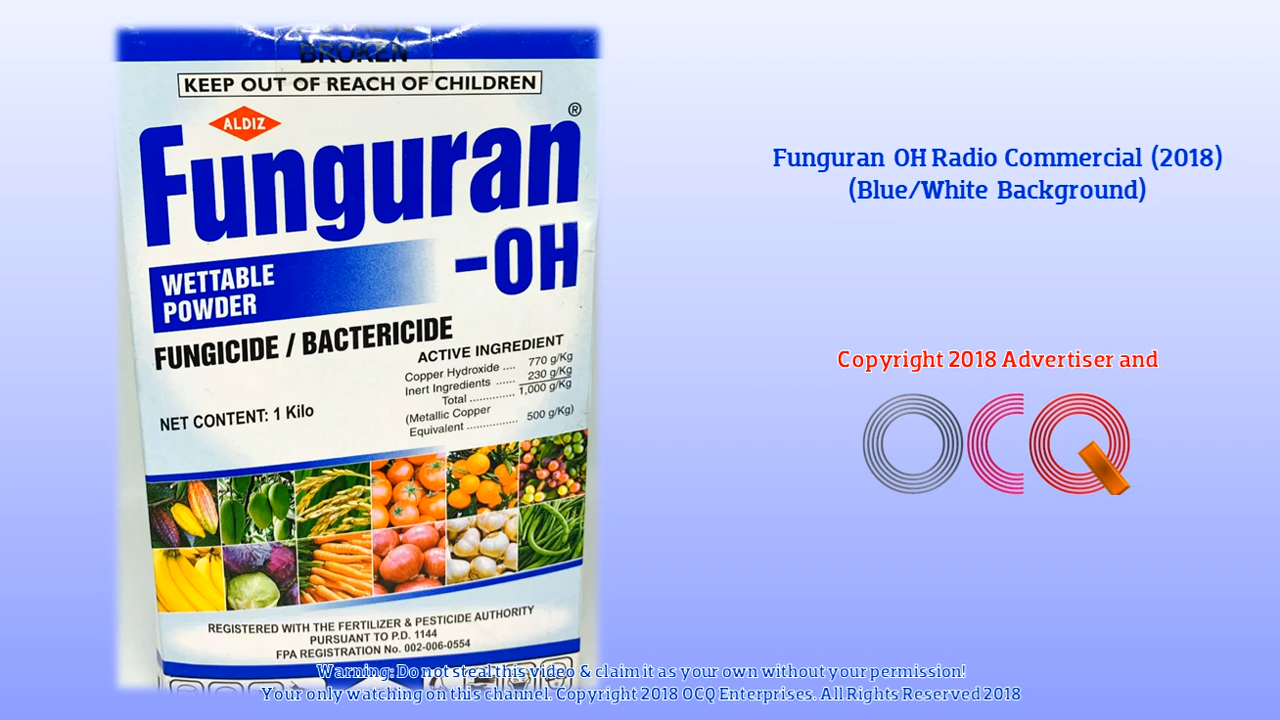 BROKEN
KEEP OUT OF REACH OF CHILDREN
ALDIZ
®
Funguran
-OH
WETTABLE
POWDER
FUNGICIDE / BACTERICIDE
ACTIVE INGREDIENT
Copper Hydroxide .... 770 g/Kg
Inert Ingredients ...... 230 g/Kg
Total .............. 1,000 g/Kg
(Metallic Copper
Equivalent ................ 500 g/Kg)
NET CONTENT: 1 Kilo
REGISTERED WITH THE FERTILIZER & PESTICIDE AUTHORITY
PURSUANT TO P.D. 1144
FPA REGISTRATION No. 002-006-0554
Funguran OH Radio Commercial (2018)
(Blue/White Background)
Copyright 2018 Advertiser and
OCQ
Warning: Do not steal this video & claim it as your own without your permission!
Your only watching on this channel. Copyright 2018 OCQ Enterprises. All Rights Reserved 2018